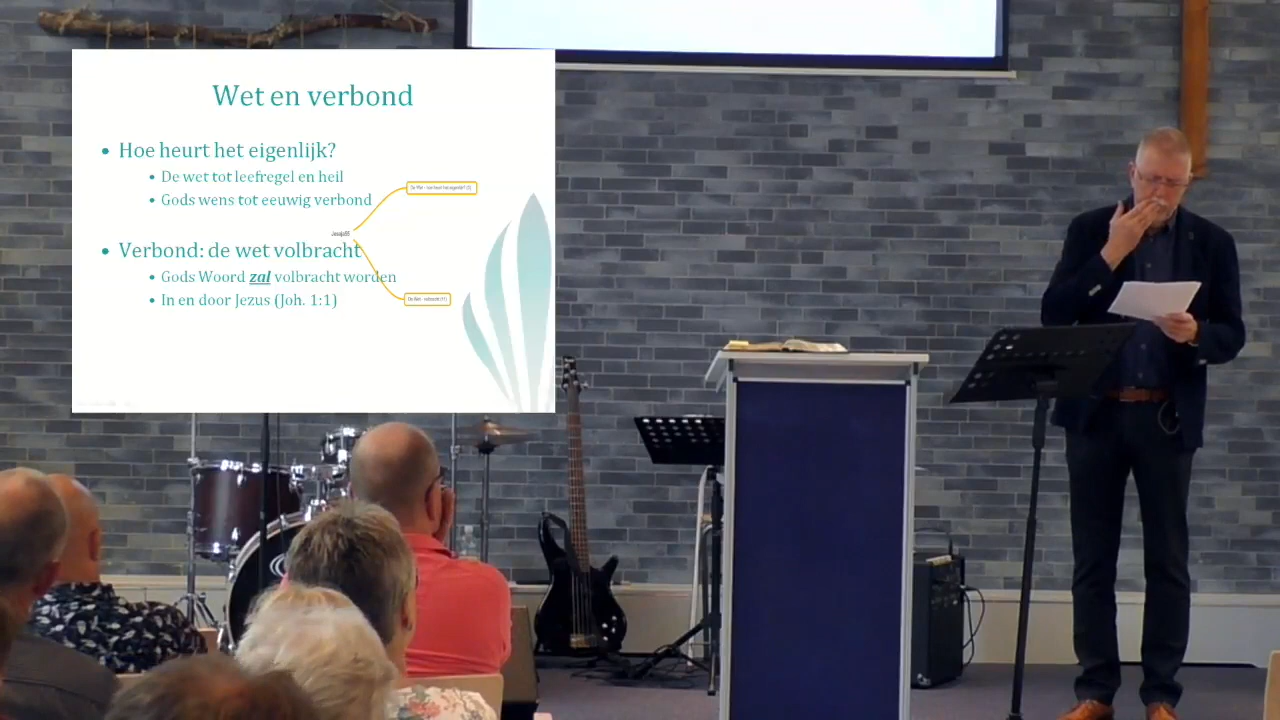 Wet en verbond
• Hoe heurt het eigenlijk?
• De wet tot leefregel en heil
• Gods wens tot eeuwig verbond
Jesaja55
• Verbond: de wet volbracht
• Gods Woord zal volbracht worden
• In en door Jezus (Joh. 1:1)